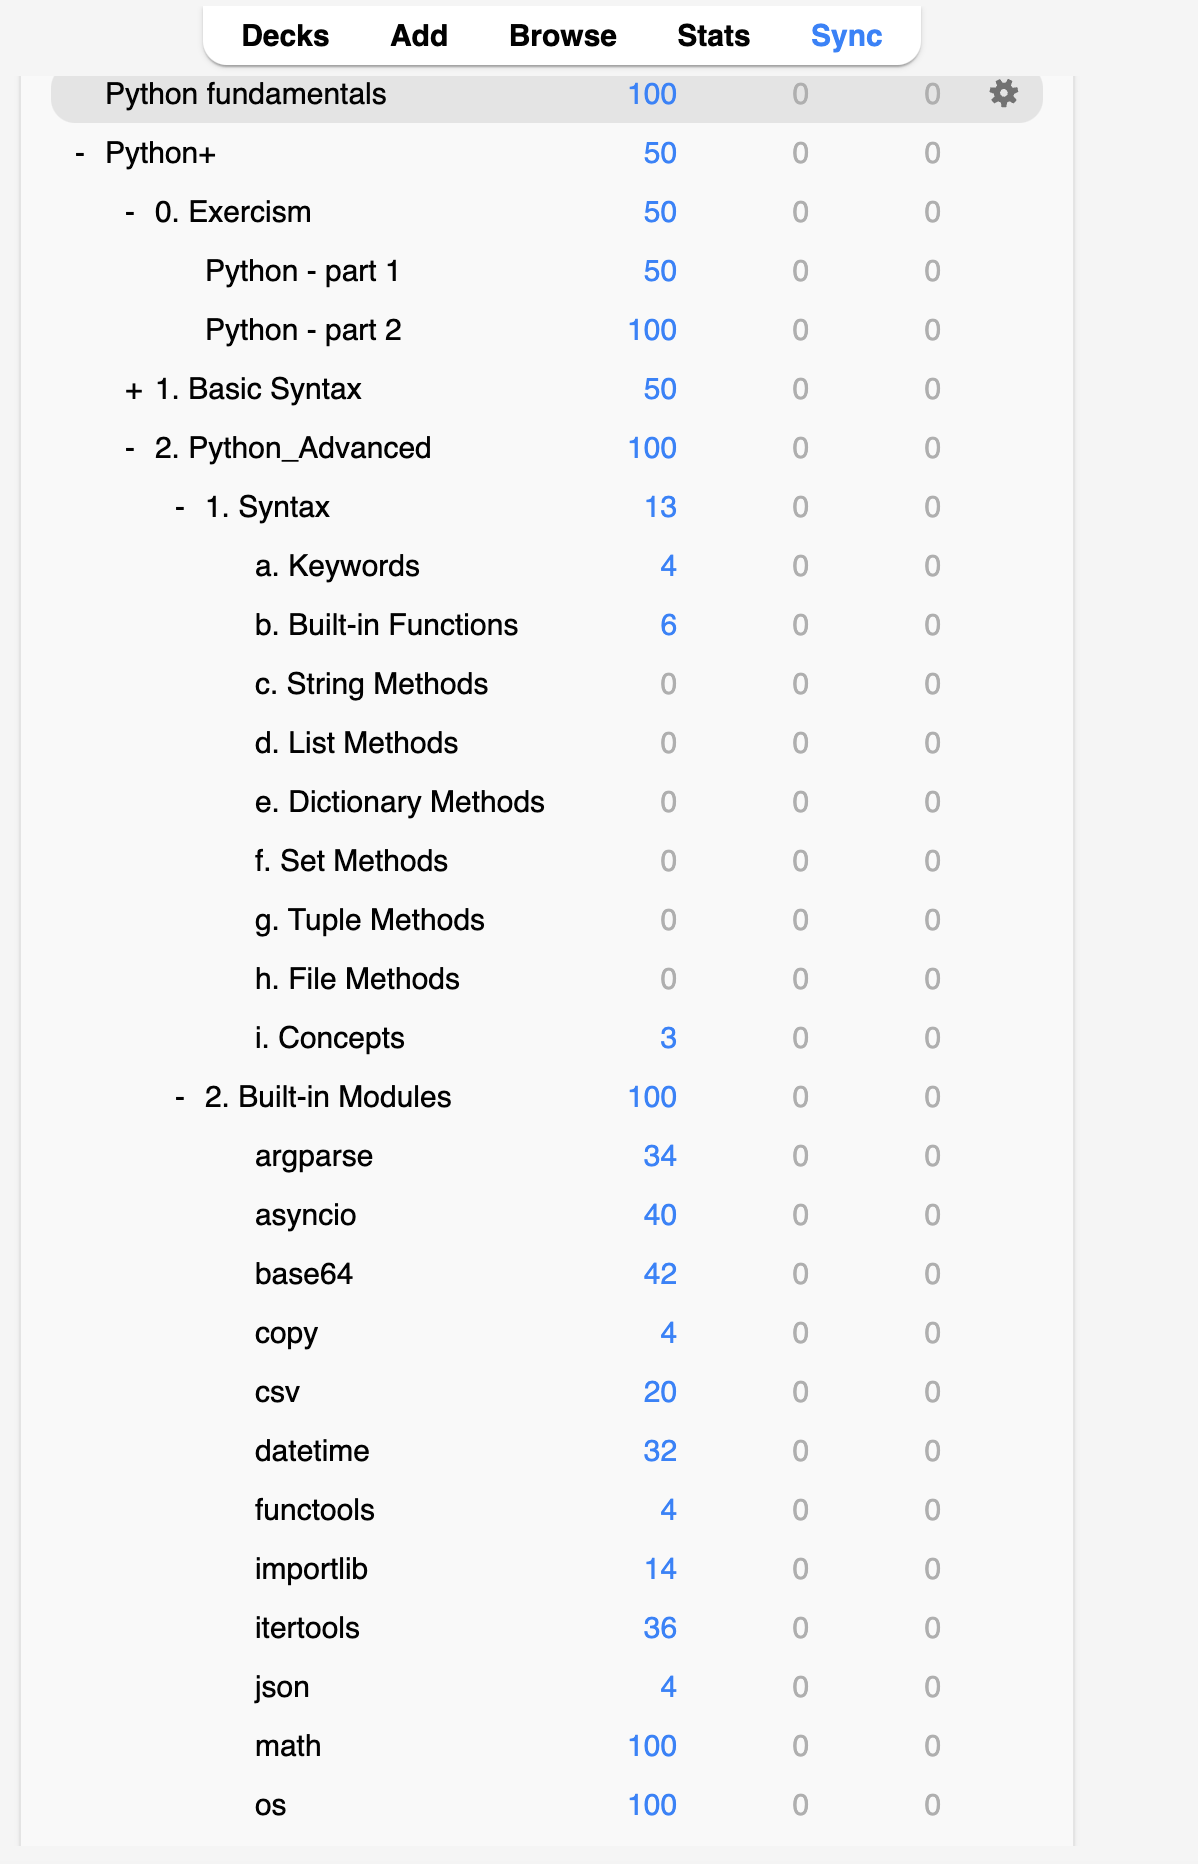 Decks Add Browse Stats Sync
Python fundamentals 100 0 0
- Python+ 50 0 0
- 0. Exercism 50 0 0
Python - part 1 50 0 0
Python - part 2 100 0 0
+ 1. Basic Syntax 50 0 0
- 2. Python_Advanced 100 0 0
- 1. Syntax 13 0 0
a. Keywords 4 0 0
b. Built-in Functions 6 0 0
c. String Methods 0 0 0
d. List Methods 0 0 0
e. Dictionary Methods 0 0 0
f. Set Methods 0 0 0
g. Tuple Methods 0 0 0
h. File Methods 0 0 0
i. Concepts 3 0 0
- 2. Built-in Modules 100 0 0
argparse 34 0 0
asyncio 40 0 0
base64 42 0 0
copy 4 0 0
csv 20 0 0
datetime 32 0 0
functools 4 0 0
importlib 14 0 0
itertools 36 0 0
json 4 0 0
math 100 0 0
os 100 0 0